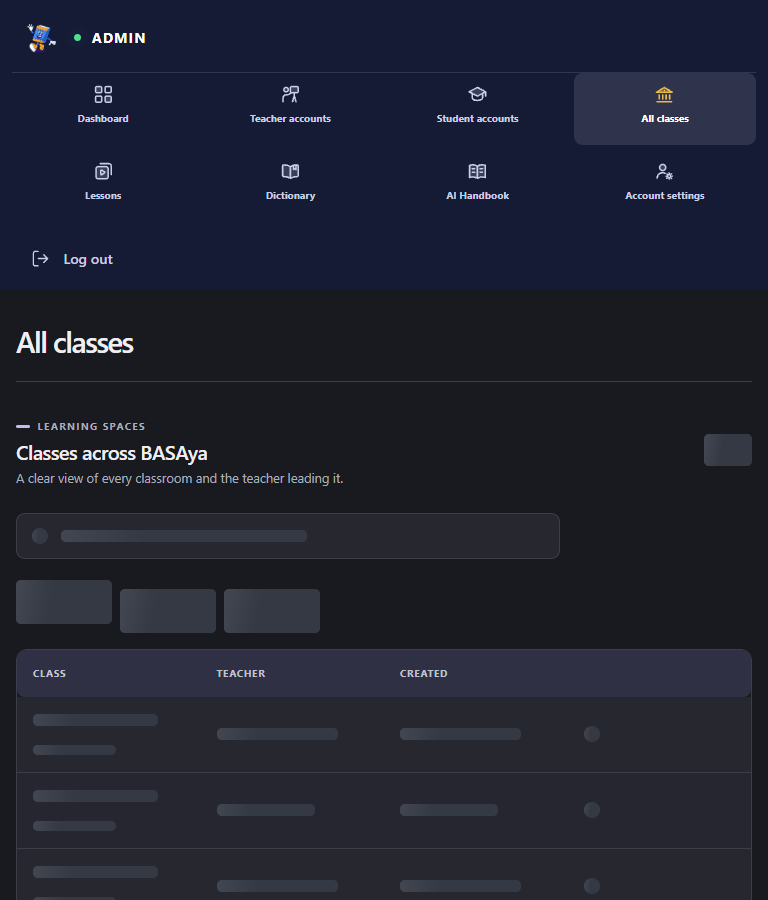 ADMIN
Dashboard
Teacher accounts
Student accounts
All classes
Lessons
Dictionary
AI Handbook
Account settings
Log out
All classes
LEARNING SPACES
Classes across BASAya
A clear view of every classroom and the teacher leading it.
CLASS TEACHER CREATED